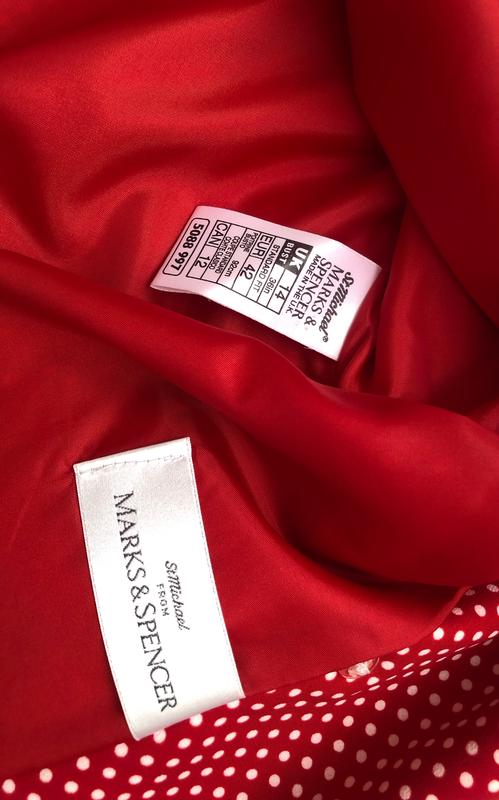 St Michael®
MARKS &
SPENCER
MADE IN THE U.K.
UK 14
BUST 36in
STANDARD FIT
EUR 42
92cm
CAN 12
5088 997
St Michael
FROM
MARKS & SPENCER